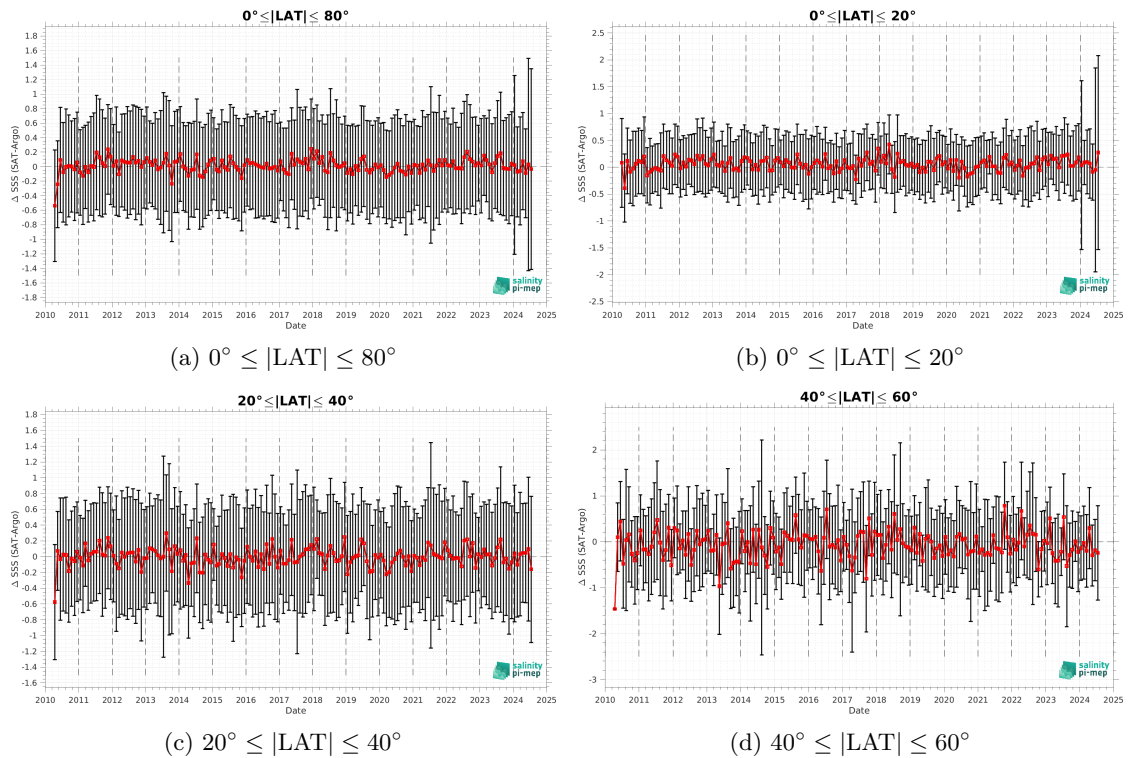 0°≤|LAT|≤ 80°
Δ SSS (SAT-Argo)
1.8
1.6
1.4
1.2
1
0.8
0.6
0.4
0.2
0
-0.2
-0.4
-0.6
-0.8
-1
-1.2
-1.4
-1.6
-1.8
salinity
pi-mep
2010 2011 2012 2013 2014 2015 2016 2017 2018 2019 2020 2021 2022 2023 2024 2025
Date
(a) 0° ≤ |LAT| ≤ 80°
0°≤|LAT|≤ 20°
Δ SSS (SAT-Argo)
2.5
2
1.5
1
0.5
0
-0.5
-1
-1.5
-2
-2.5
salinity
pi-mep
2010 2011 2012 2013 2014 2015 2016 2017 2018 2019 2020 2021 2022 2023 2024 2025
Date
(b) 0° ≤ |LAT| ≤ 20°
20°≤|LAT|≤ 40°
Δ SSS (SAT-Argo)
1.8
1.6
1.4
1.2
1
0.8
0.6
0.4
0.2
0
-0.2
-0.4
-0.6
-0.8
-1
-1.2
-1.4
-1.6
salinity
pi-mep
2010 2011 2012 2013 2014 2015 2016 2017 2018 2019 2020 2021 2022 2023 2024 2025
Date
(c) 20° ≤ |LAT| ≤ 40°
40°≤|LAT|≤ 60°
Δ SSS (SAT-Argo)
2
1
0
-1
-2
-3
salinity
pi-mep
2010 2011 2012 2013 2014 2015 2016 2017 2018 2019 2020 2021 2022 2023 2024 2025
Date
(d) 40° ≤ |LAT| ≤ 60°